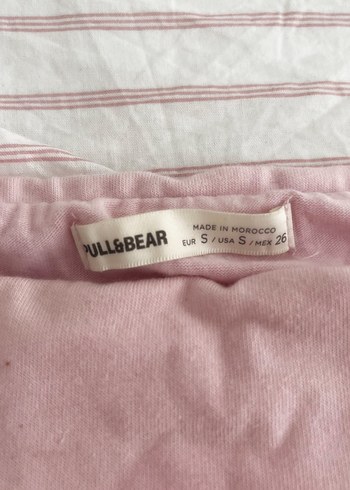 PULL&BEAR
MADE IN MOROCCO
EUR S / USA S / MEX 26